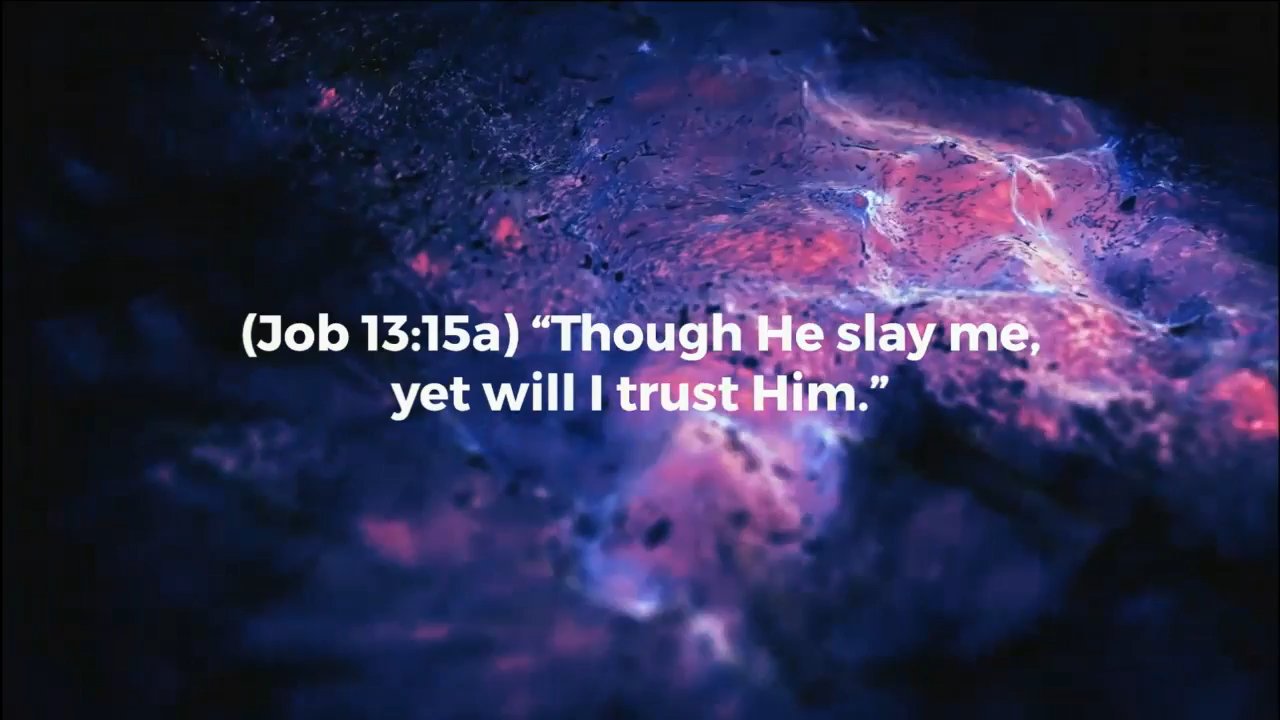 (Job 13:15a) “Though He slay me,
yet will I trust Him.”